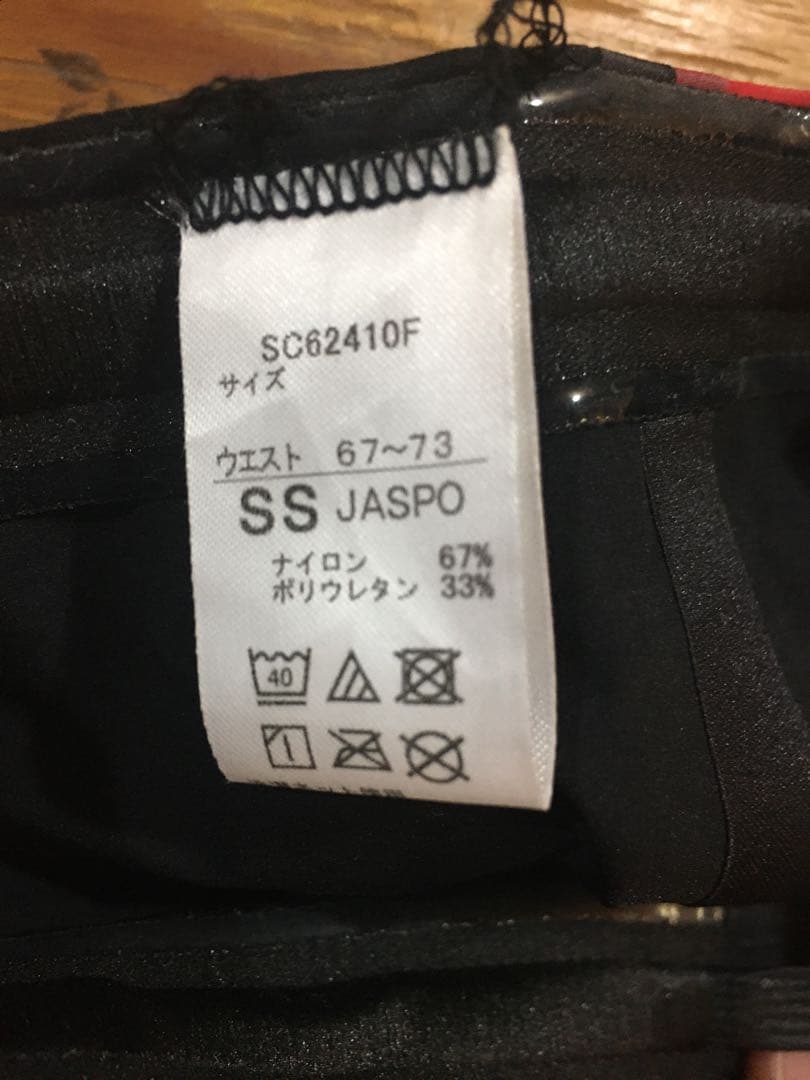 SC62410F
サイズ
ウエスト 67～73
SS JASPO
ナイロン 67%
ポリウレタン 33%
40